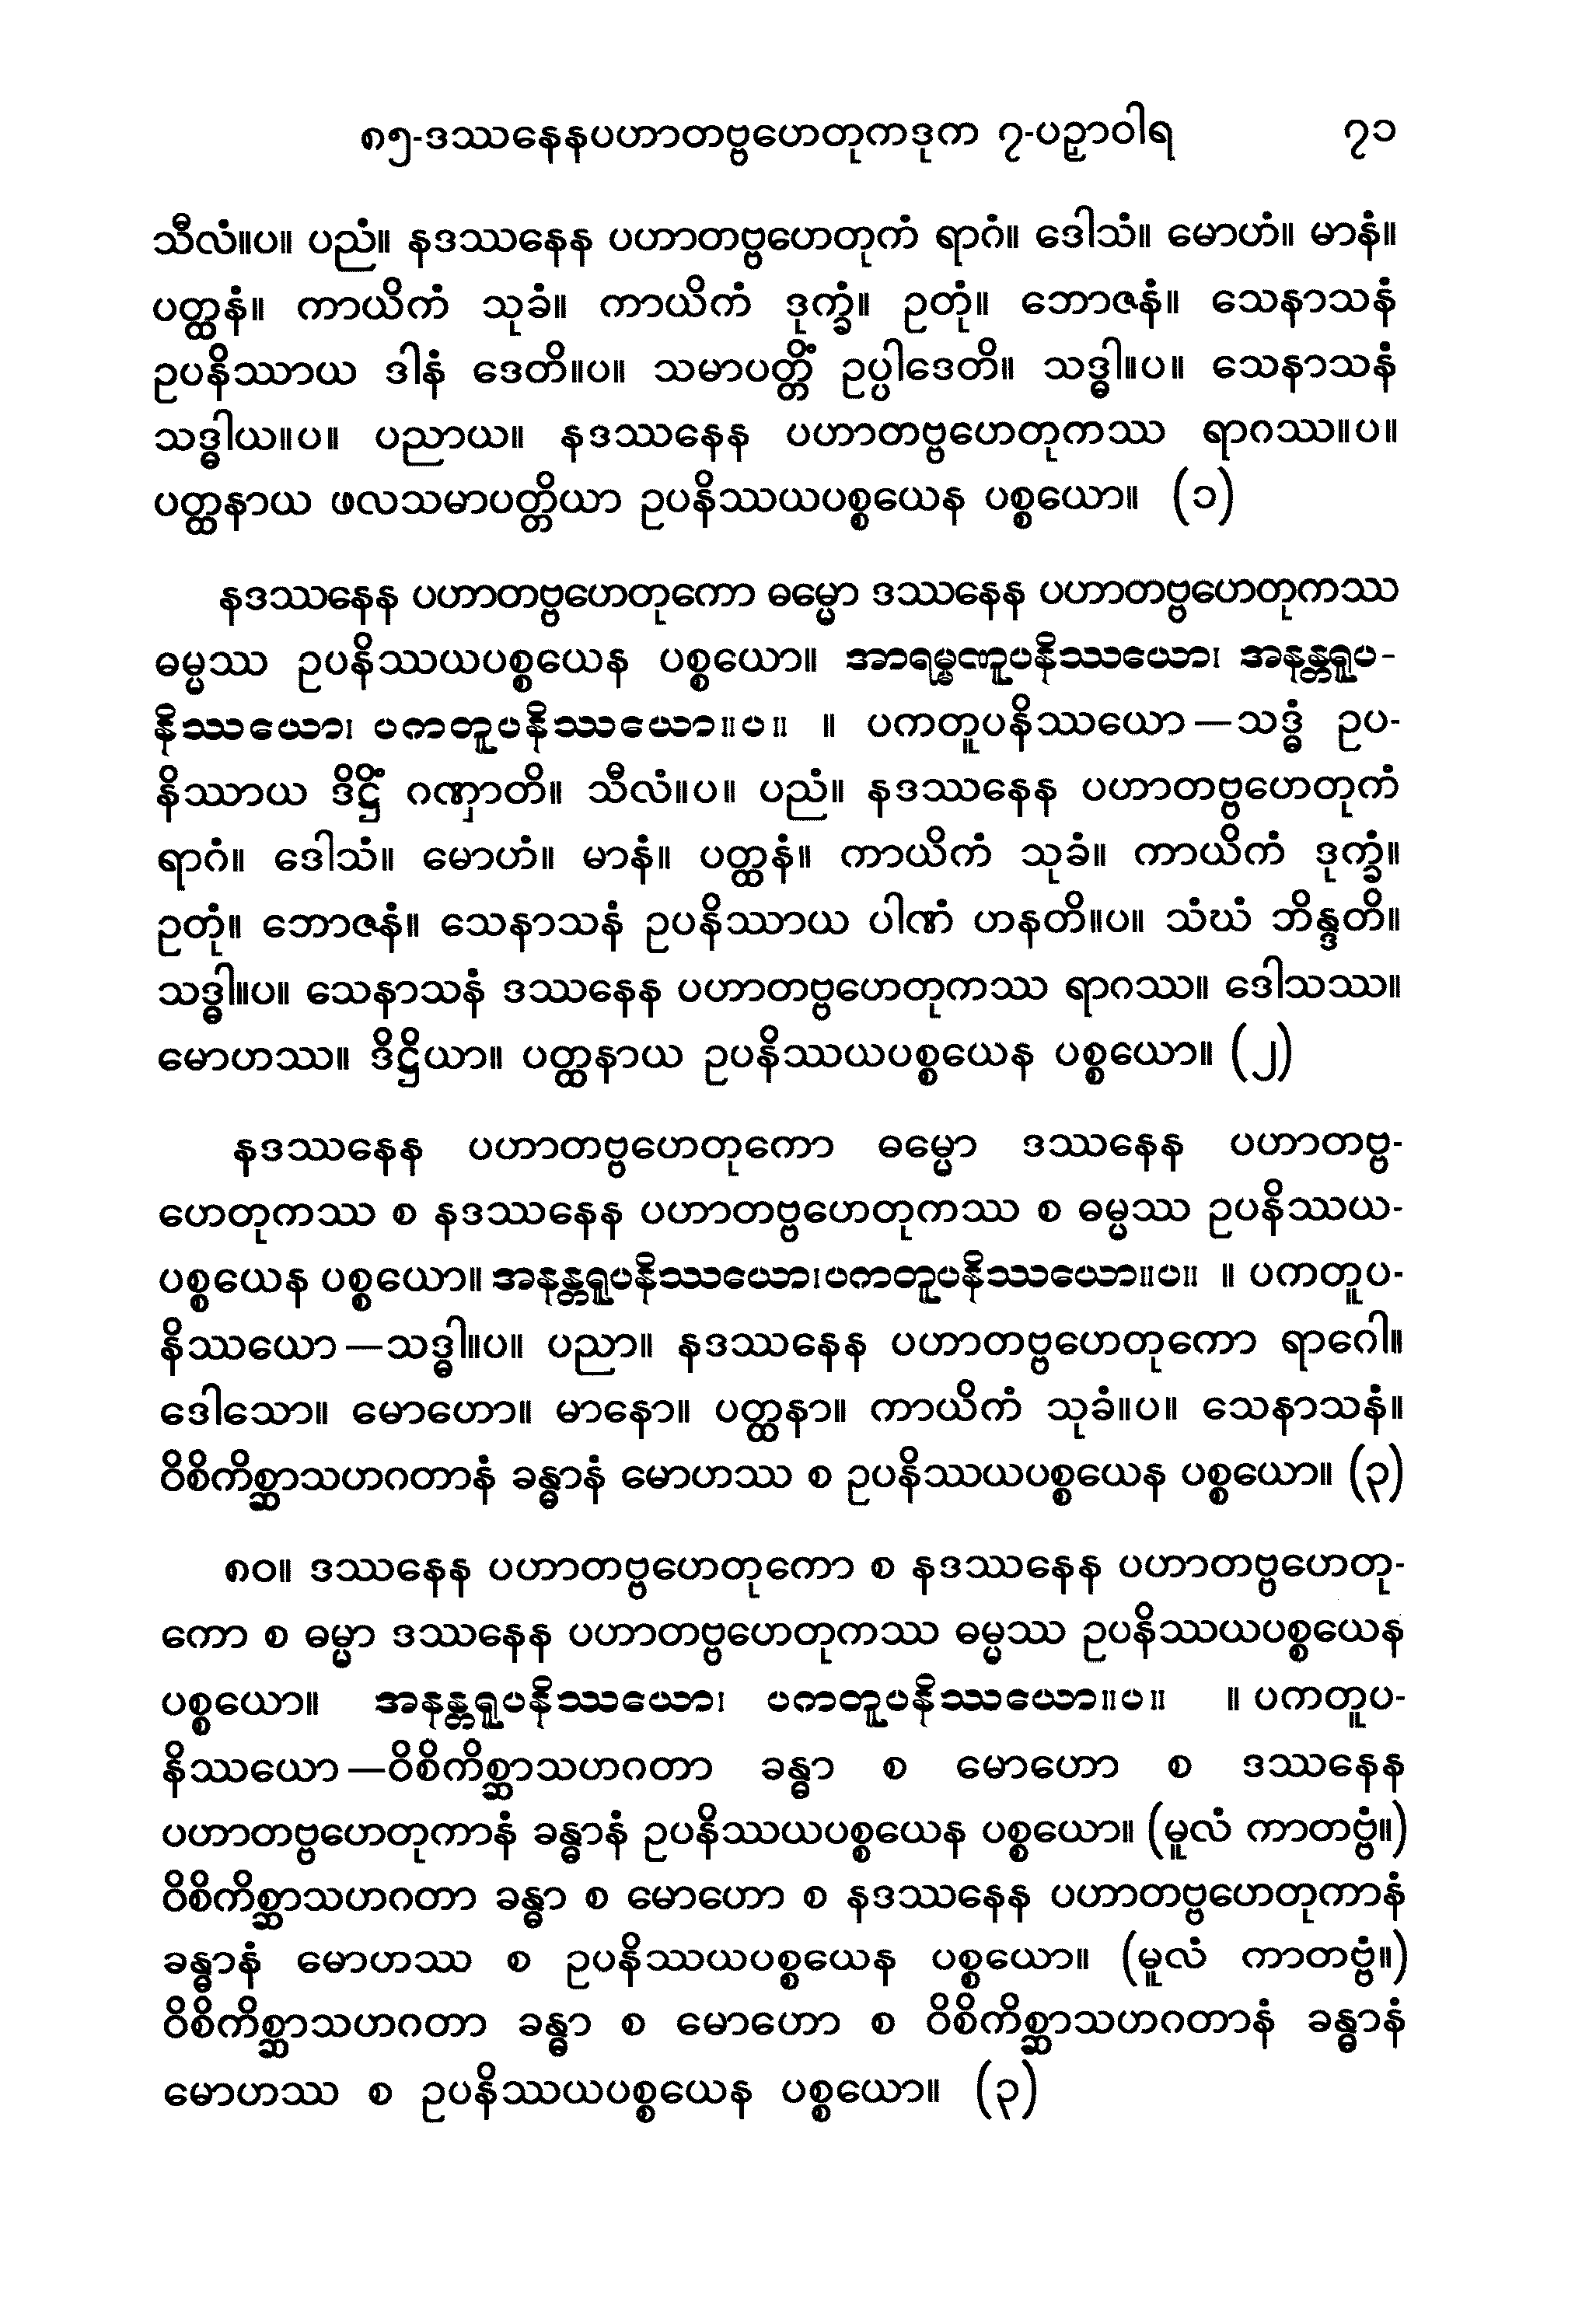 ၈၅-ဒဿနေနပဟာတဗ္ဗဟေတုကဒုက ၇-ပဉှာဝါရ ၇၁
သီလံ။ပ။ ပညံ။ နဒဿနေန ပဟာတဗ္ဗဟေတုကံ ရာဂံ။ ဒေါသံ။ မောဟံ။ မာနံ။
ပတ္ထနံ။ ကာယိကံ သုခံ။ ကာယိကံ ဒုက္ခံ။ ဥတုံ။ ဘောဇနံ။ သေနာသနံ
ဥပနိဿာယ ဒါနံ ဒေတိ။ပ။ သမာပတ္တိံ ဥပ္ပါဒေတိ။ သဒ္ဓါ။ပ။ သေနာသနံ
သဒ္ဓါယ။ပ။ ပညာယ။ နဒဿနေန ပဟာတဗ္ဗဟေတုကဿ ရာဂဿ။ပ။
ပတ္ထနာယ ဖလသမာပတ္တိယာ ဥပနိဿယပစ္စယေန ပစ္စယော။ (၁)
နဒဿနေန ပဟာတဗ္ဗဟေတုကော ဓမ္မော ဒဿနေန ပဟာတဗ္ဗဟေတုကဿ
ဓမ္မဿ ဥပနိဿယပစ္စယေန ပစ္စယော။ အာရမ္မဏူပနိဿယော၊ အနန္တရူပ-
နိဿယော၊ ပကတူပနိဿယော။ပ။ ။ ပကတူပနိဿယော—သဒ္ဓံ ဥပ-
နိဿာယ ဒိဋ္ဌိံ ဂဏှာတိ။ သီလံ။ပ။ ပညံ။ နဒဿနေန ပဟာတဗ္ဗဟေတုကံ
ရာဂံ။ ဒေါသံ။ မောဟံ။ မာနံ။ ပတ္ထနံ။ ကာယိကံ သုခံ။ ကာယိကံ ဒုက္ခံ။
ဥတုံ။ ဘောဇနံ။ သေနာသနံ ဥပနိဿာယ ပါဏံ ဟနတိ။ပ။ သံဃံ ဘိန္ဒတိ။
သဒ္ဓါ။ပ။ သေနာသနံ ဒဿနေန ပဟာတဗ္ဗဟေတုကဿ ရာဂဿ။ ဒေါသဿ။
မောဟဿ။ ဒိဋ္ဌိယာ။ ပတ္ထနာယ ဥပနိဿယပစ္စယေန ပစ္စယော။ (၂)
နဒဿနေန ပဟာတဗ္ဗဟေတုကော ဓမ္မော ဒဿနေန ပဟာတဗ္ဗ-
ဟေတုကဿ စ နဒဿနေန ပဟာတဗ္ဗဟေတုကဿ စ ဓမ္မဿ ဥပနိဿယ-
ပစ္စယေန ပစ္စယော။ အနန္တရူပနိဿယော၊ ပကတူပနိဿယော။ပ။ ။ ပကတူပ-
နိဿယော—သဒ္ဓါ။ပ။ ပညာ။ နဒဿနေန ပဟာတဗ္ဗဟေတုကော ရာဂေါ။
ဒေါသော။ မောဟော။ မာနော။ ပတ္ထနာ။ ကာယိကံ သုခံ။ပ။ သေနာသနံ။
ဝိစိကိစ္ဆာသဟဂတာနံ ခန္ဓာနံ မောဟဿ စ ဥပနိဿယပစ္စယေန ပစ္စယော။ (၃)
၈၀။ ဒဿနေန ပဟာတဗ္ဗဟေတုကော စ နဒဿနေန ပဟာတဗ္ဗဟေတု-
ကော စ ဓမ္မာ ဒဿနေန ပဟာတဗ္ဗဟေတုကဿ ဓမ္မဿ ဥပနိဿယပစ္စယေန
ပစ္စယော။ အနန္တရူပနိဿယော၊ ပကတူပနိဿယော။ပ။ ။ ပကတူပ-
နိဿယော—ဝိစိကိစ္ဆာသဟဂတာ ခန္ဓာ စ မောဟော စ ဒဿနေန
ပဟာတဗ္ဗဟေတုကာနံ ခန္ဓာနံ ဥပနိဿယပစ္စယေန ပစ္စယော။ (မူလံ ကာတဗ္ဗံ။)
ဝိစိကိစ္ဆာသဟဂတာ ခန္ဓာ စ မောဟော စ နဒဿနေန ပဟာတဗ္ဗဟေတုကာနံ
ခန္ဓာနံ မောဟဿ စ ဥပနိဿယပစ္စယေန ပစ္စယော။ (မူလံ ကာတဗ္ဗံ။)
ဝိစိကိစ္ဆာသဟဂတာ ခန္ဓာ စ မောဟော စ ဝိစိကိစ္ဆာသဟဂတာနံ ခန္ဓာနံ
မောဟဿ စ ဥပနိဿယပစ္စယေန ပစ္စယော။ (၃)